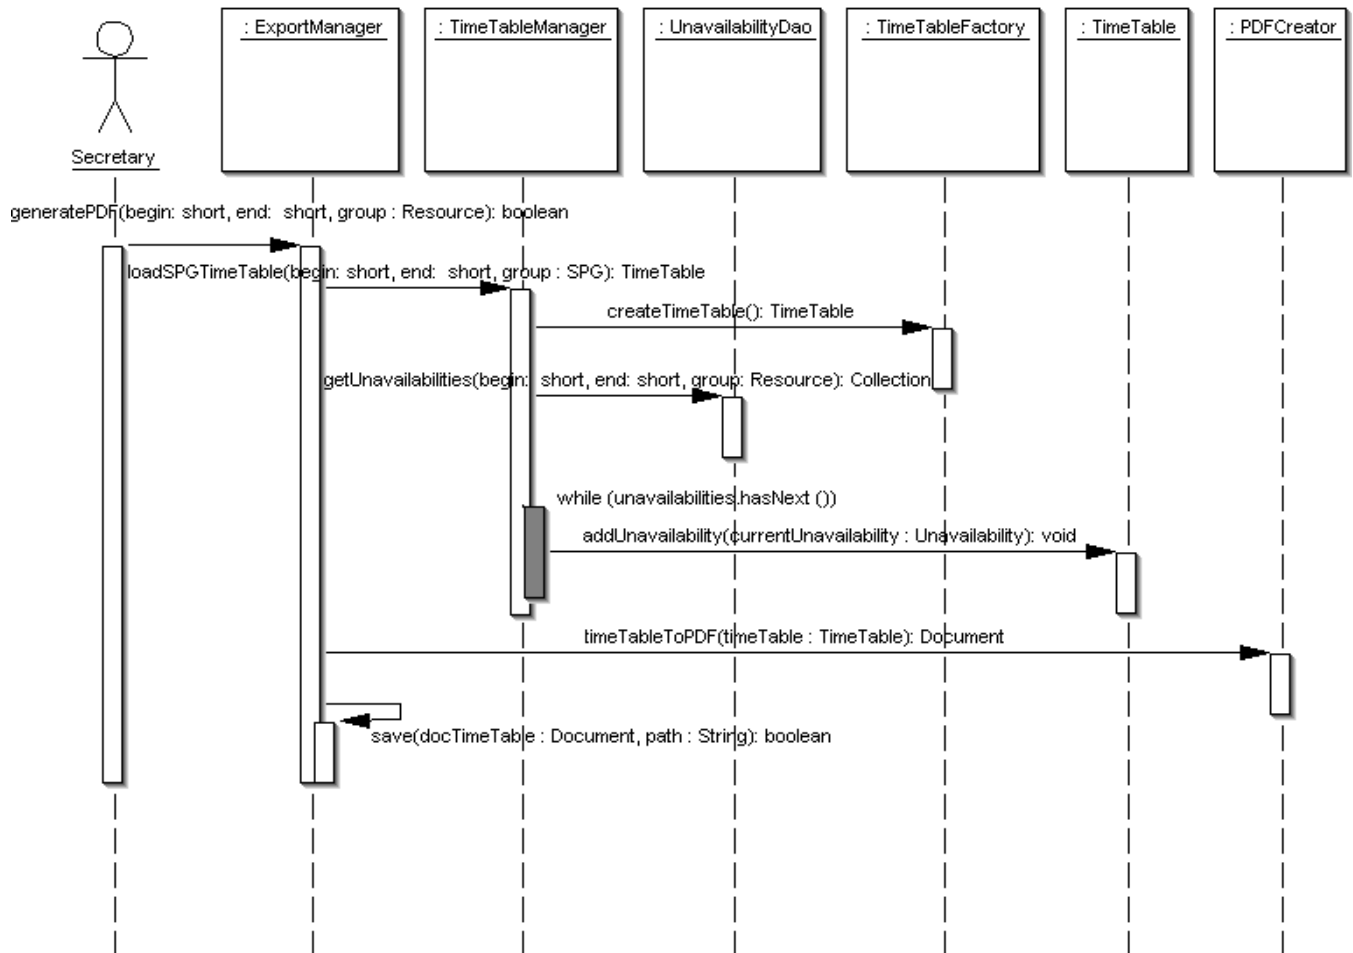 : ExportManager
: TimeTableManager
: UnavailabilityDao
: TimeTableFactory
: TimeTable
: PDFCreator
Secretary
generatePDF(begin: short, end: short, group : Resource): boolean
loadSPGTimeTable(begin: short, end: short, group : SPG): TimeTable
createTimeTable(): TimeTable
getUnavailabilities(begin: short, end: short, group: Resource): Collection
while (unavailabilities.hasNext ())
addUnavailability(currentUnavailability : Unavailability): void
timeTableToPDF(timeTable : TimeTable): Document
save(docTimeTable : Document, path : String): boolean